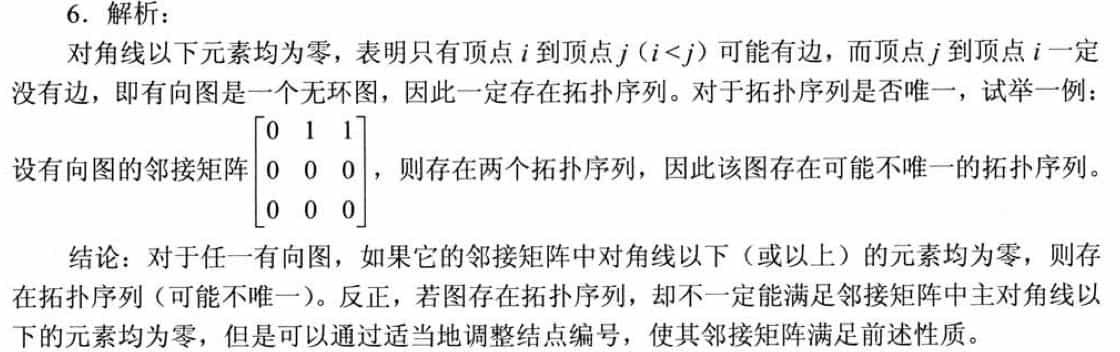 6．解析：
对角线以下元素均为零，表明只有顶点 i 到顶点 j（i<j）可能有边，而顶点 j 到顶点 i 一定
没有边，即有向图是一个无环图，因此一定存在拓扑序列。对于拓扑序列是否唯一，试举一例：
设有向图的邻接矩阵
0 1 1
0 0 0
0 0 0
，则存在两个拓扑序列，因此该图存在可能不唯一的拓扑序列。
结论：对于任一有向图，如果它的邻接矩阵中对角线以下（或以上）的元素均为零，则存
在拓扑序列（可能不唯一）。反正，若图存在拓扑序列，却不一定能满足邻接矩阵中主对角线以
下的元素均为零，但是可以通过适当地调整结点编号，使其邻接矩阵满足前述性质。